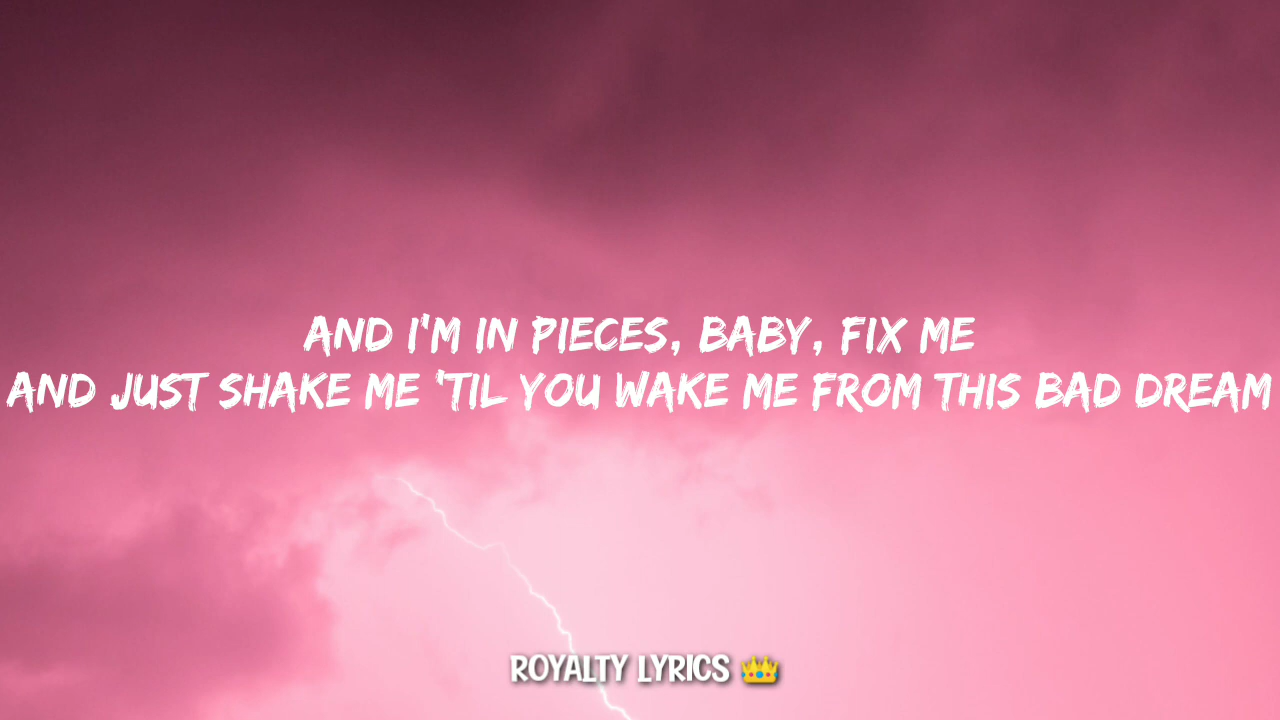 AND I'M IN PIECES, BABY, FIX ME
AND JUST SHAKE ME 'TIL YOU WAKE ME FROM THIS BAD DREAM
ROYALTY LYRICS 👑